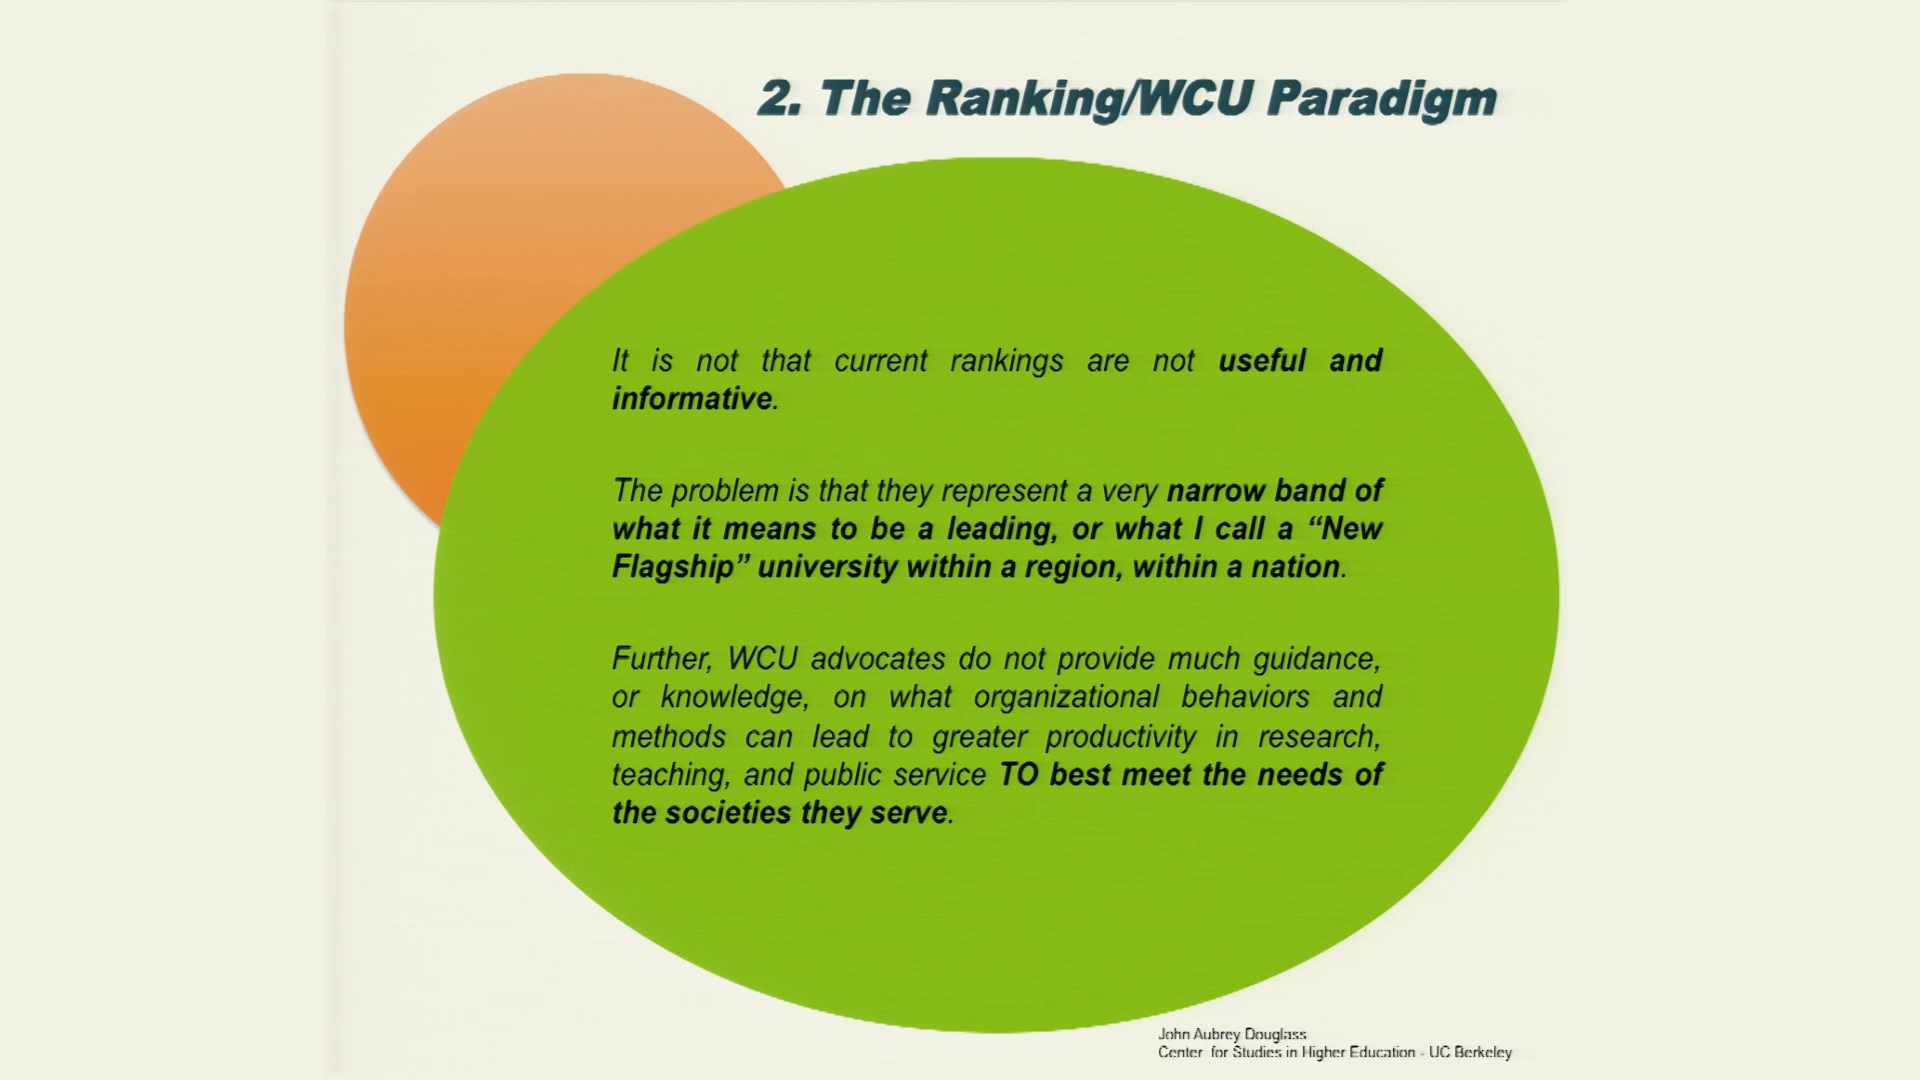 2. The Ranking/WCU Paradigm
It is not that current rankings are not useful and
informative.
The problem is that they represent a very narrow band of
what it means to be a leading, or what I call a “New
Flagship” university within a region, within a nation.
Further, WCU advocates do not provide much guidance,
or knowledge, on what organizational behaviors and
methods can lead to greater productivity in research,
teaching, and public service TO best meet the needs of
the societies they serve.
John Aubrey Douglass
Center for Studies in Higher Education - UC Berkeley